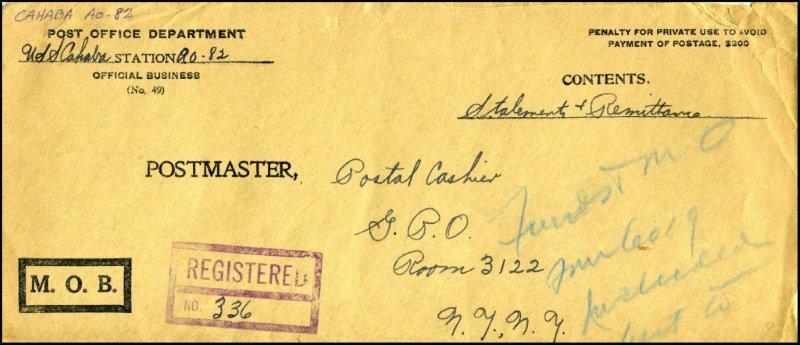 CAHABA AO-82
POST OFFICE DEPARTMENT
USS Cahaba STATION AO-82
OFFICIAL BUSINESS
(No. 49)
PENALTY FOR PRIVATE USE TO AVOID
PAYMENT OF POSTAGE, $300
CONTENTS.
Statement & Remittance
POSTMASTER,
Postal Cashier
G.P.O.
Room 3122
N.Y., N.Y.
M. O. B.
REGISTERED
NO. 336
M O